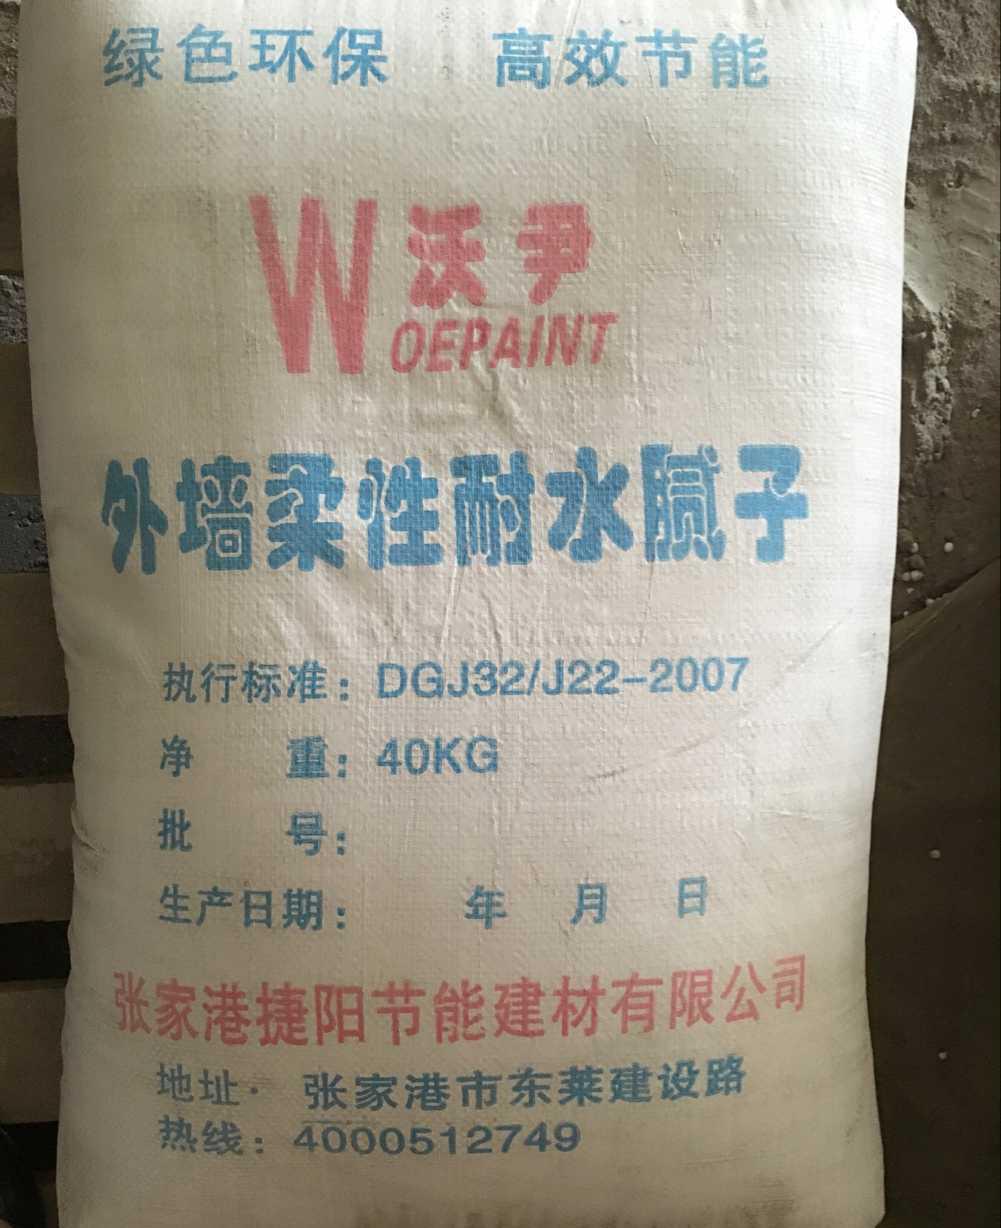 绿色环保 高效节能
W沃尹
OEPAINT
外墙柔性耐水腻子
执行标准：DGJ32/J22-2007
净 重：40KG
批 号：
生产日期： 年 月 日
张家港捷阳节能建材有限公司
地址· 张家港市东莱建设路
热线：4000512749